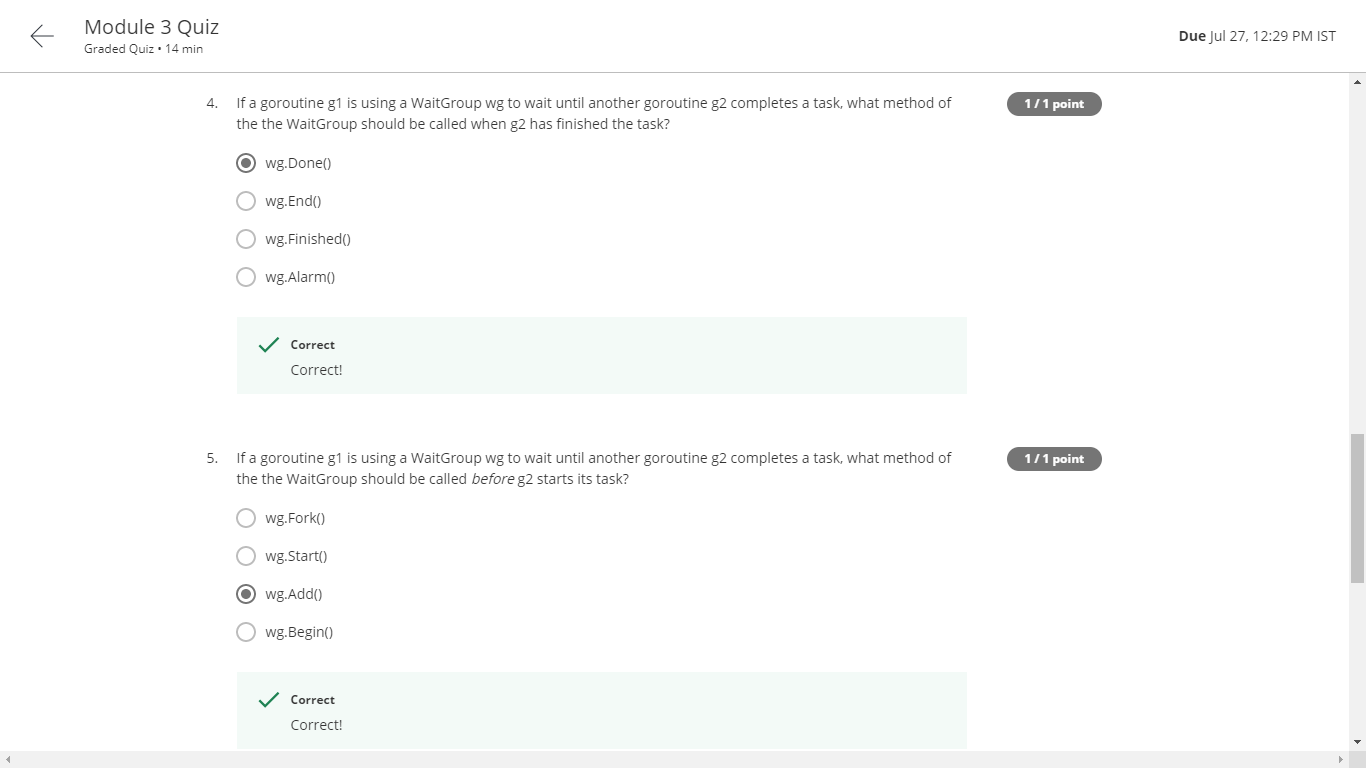 Module 3 Quiz
Graded Quiz • 14 min
Due Jul 27, 12:29 PM IST
4. If a goroutine g1 is using a WaitGroup wg to wait until another goroutine g2 completes a task, what method of
the the WaitGroup should be called when g2 has finished the task?
1 / 1 point
wg.Done()
wg.End()
wg.Finished()
wg.Alarm()
Correct
Correct!
5. If a goroutine g1 is using a WaitGroup wg to wait until another goroutine g2 completes a task, what method of
the the WaitGroup should be called before g2 starts its task?
1 / 1 point
wg.Fork()
wg.Start()
wg.Add()
wg.Begin()
Correct
Correct!